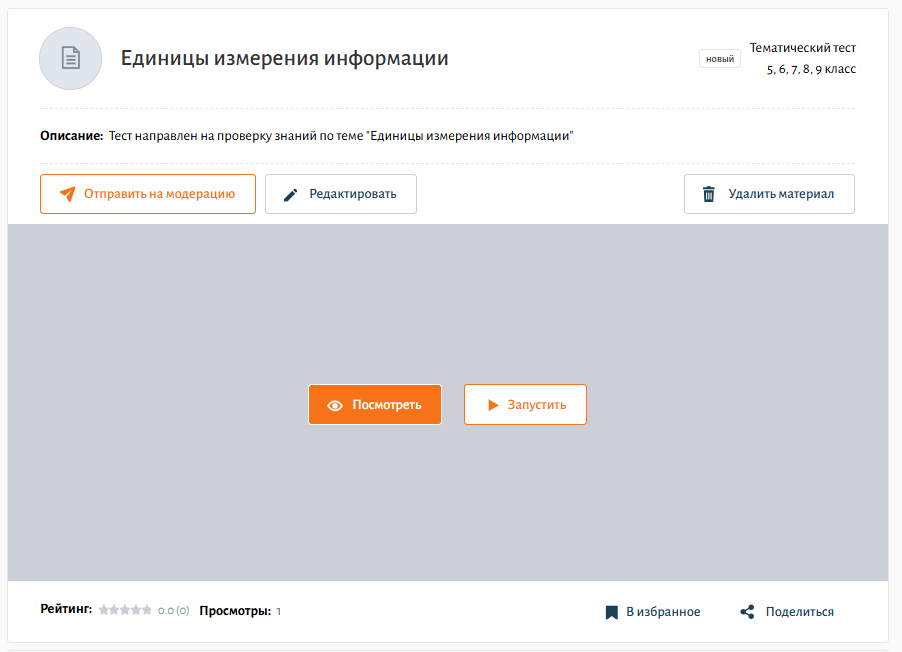 Единицы измерения информации
новый
Тематический тест
5, 6, 7, 8, 9 класс
Описание: Тест направлен на проверку знаний по теме "Единицы измерения информации"
Отправить на модерацию
Редактировать
Удалить материал
Посмотреть
Запустить
Рейтинг: 0.0 (0) Просмотры: 1
В избранное
Поделиться